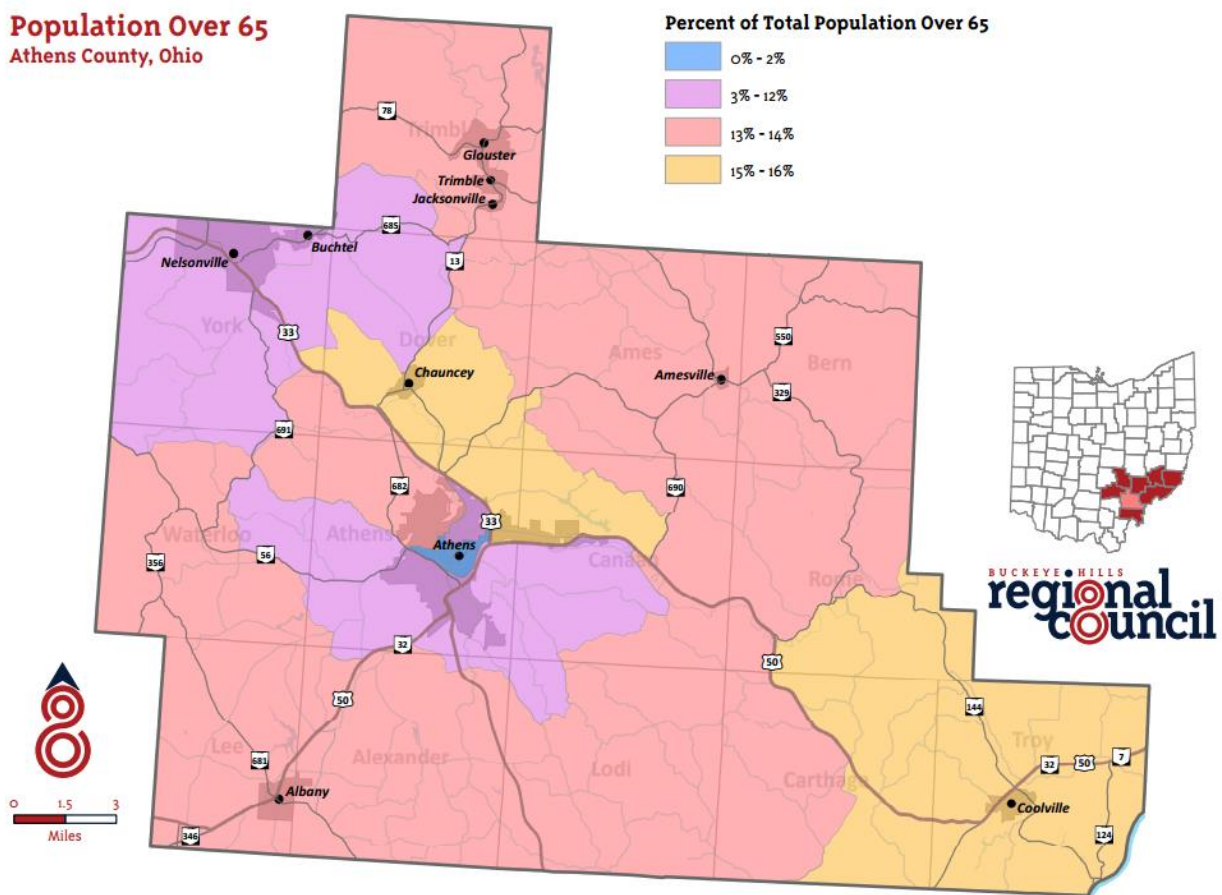 Population Over 65
Athens County, Ohio
Percent of Total Population Over 65
0% - 2%
3% - 12%
13% - 14%
15% - 16%
78
Trimbl
Glouster
Trimble
Jacksonville
685
Buchtel
Nelsonville
13
York
33
Dover
Ames
550
Bern
Chauncey
Amesville
329
691
682
690
33
Waterloo
Athens
Athens
56
Canaan
356
Rome
BUCKEYE HILLS
regional
council
32
50
50
144
Troy
Lee
681
Alexander
Lodi
Carthage
32
50
7
Albany
Coolville
346
124
0 1.5 3
Miles